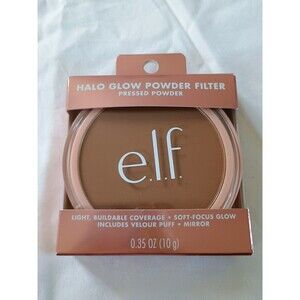 HALO GLOW POWDER FILTER
PRESSED POWDER
e.l.f.
LIGHT, BUILDABLE COVERAGE • SOFT-FOCUS GLOW
INCLUDES VELOUR PUFF • MIRROR
0.35 OZ (10 g)